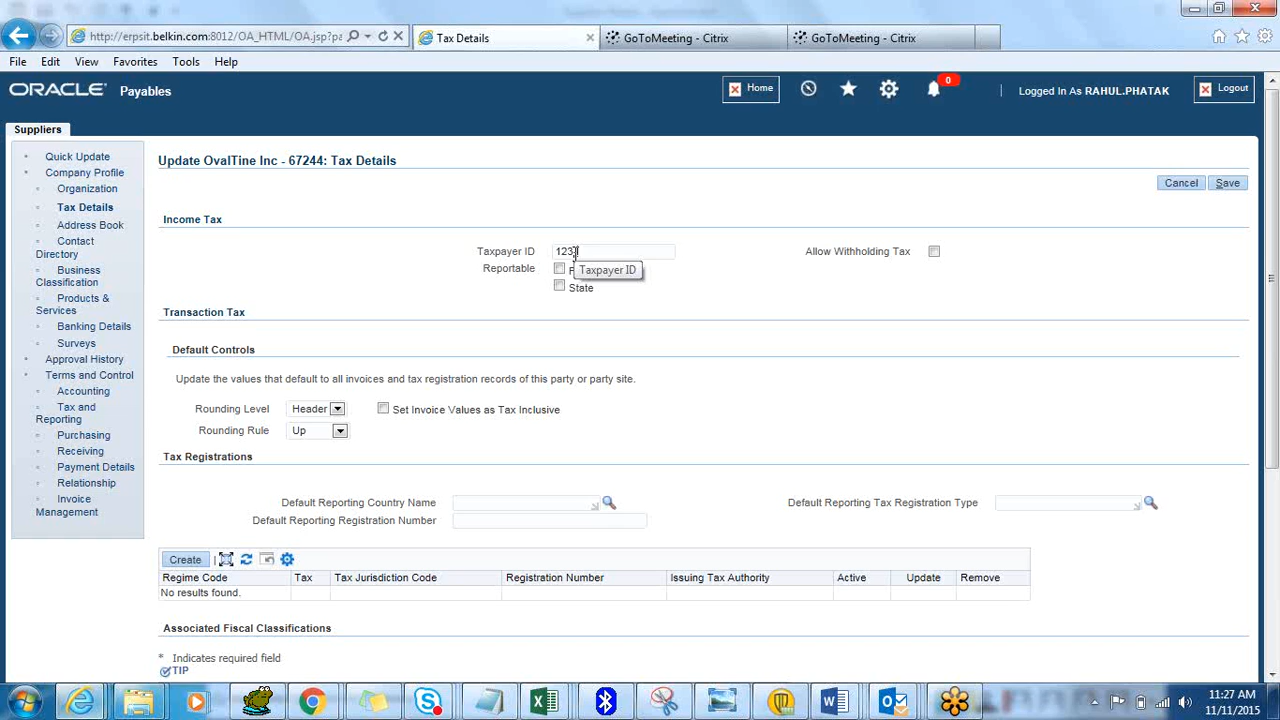 http://erpsit.belkin.com:8012/OA_HTML/OA.jsp?pa
Tax Details
GoToMeeting - Citrix
GoToMeeting - Citrix
File Edit View Favorites Tools Help
ORACLE Payables
Home
0
Logged In As RAHUL.PHATAK
Logout
Suppliers
Quick Update
Company Profile
Organization
Tax Details
Address Book
Contact
Directory
Business
Classification
Products &
Services
Banking Details
Surveys
Approval History
Terms and Control
Accounting
Tax and
Reporting
Purchasing
Receiving
Payment Details
Relationship
Invoice
Management
Update OvalTine Inc - 67244: Tax Details
Cancel Save
Income Tax
Taxpayer ID 123
Allow Withholding Tax
Reportable
Taxpayer ID
State
Transaction Tax
Default Controls
Update the values that default to all invoices and tax registration records of this party or party site.
Rounding Level Header Set Invoice Values as Tax Inclusive
Rounding Rule Up
Tax Registrations
Default Reporting Country Name
Default Reporting Tax Registration Type
Default Reporting Registration Number
Create
Regime Code Tax Tax Jurisdiction Code Registration Number Issuing Tax Authority Active Update Remove
No results found.
Associated Fiscal Classifications
* Indicates required field
TIP
11:27 AM
11/11/2015